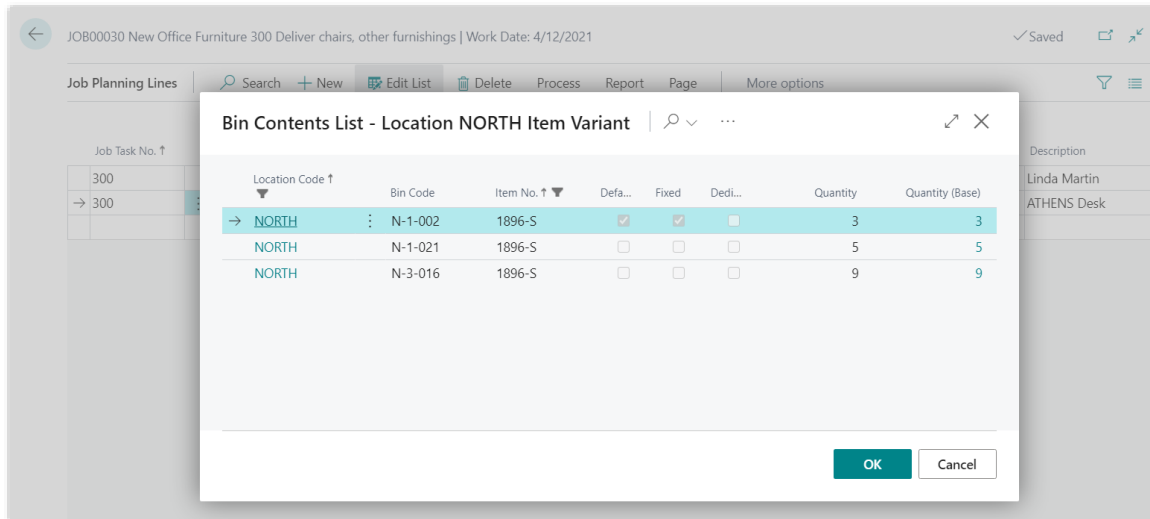 JOB00030 New Office Furniture 300 Deliver chairs, other furnishings | Work Date: 4/12/2021 Saved
Job Planning Lines Search New Edit List Delete Process Report Page More options
Bin Contents List - Location NORTH Item Variant
Job Task No. ↑ Description
Location Code ↑ Bin Code Item No. ↑ Defa... Fixed Dedi... Quantity Quantity (Base)
300 Linda Martin
300 ATHENS Desk
NORTH N-1-002 1896-S 3 3
NORTH N-1-021 1896-S 5 5
NORTH N-3-016 1896-S 9 9
OK Cancel